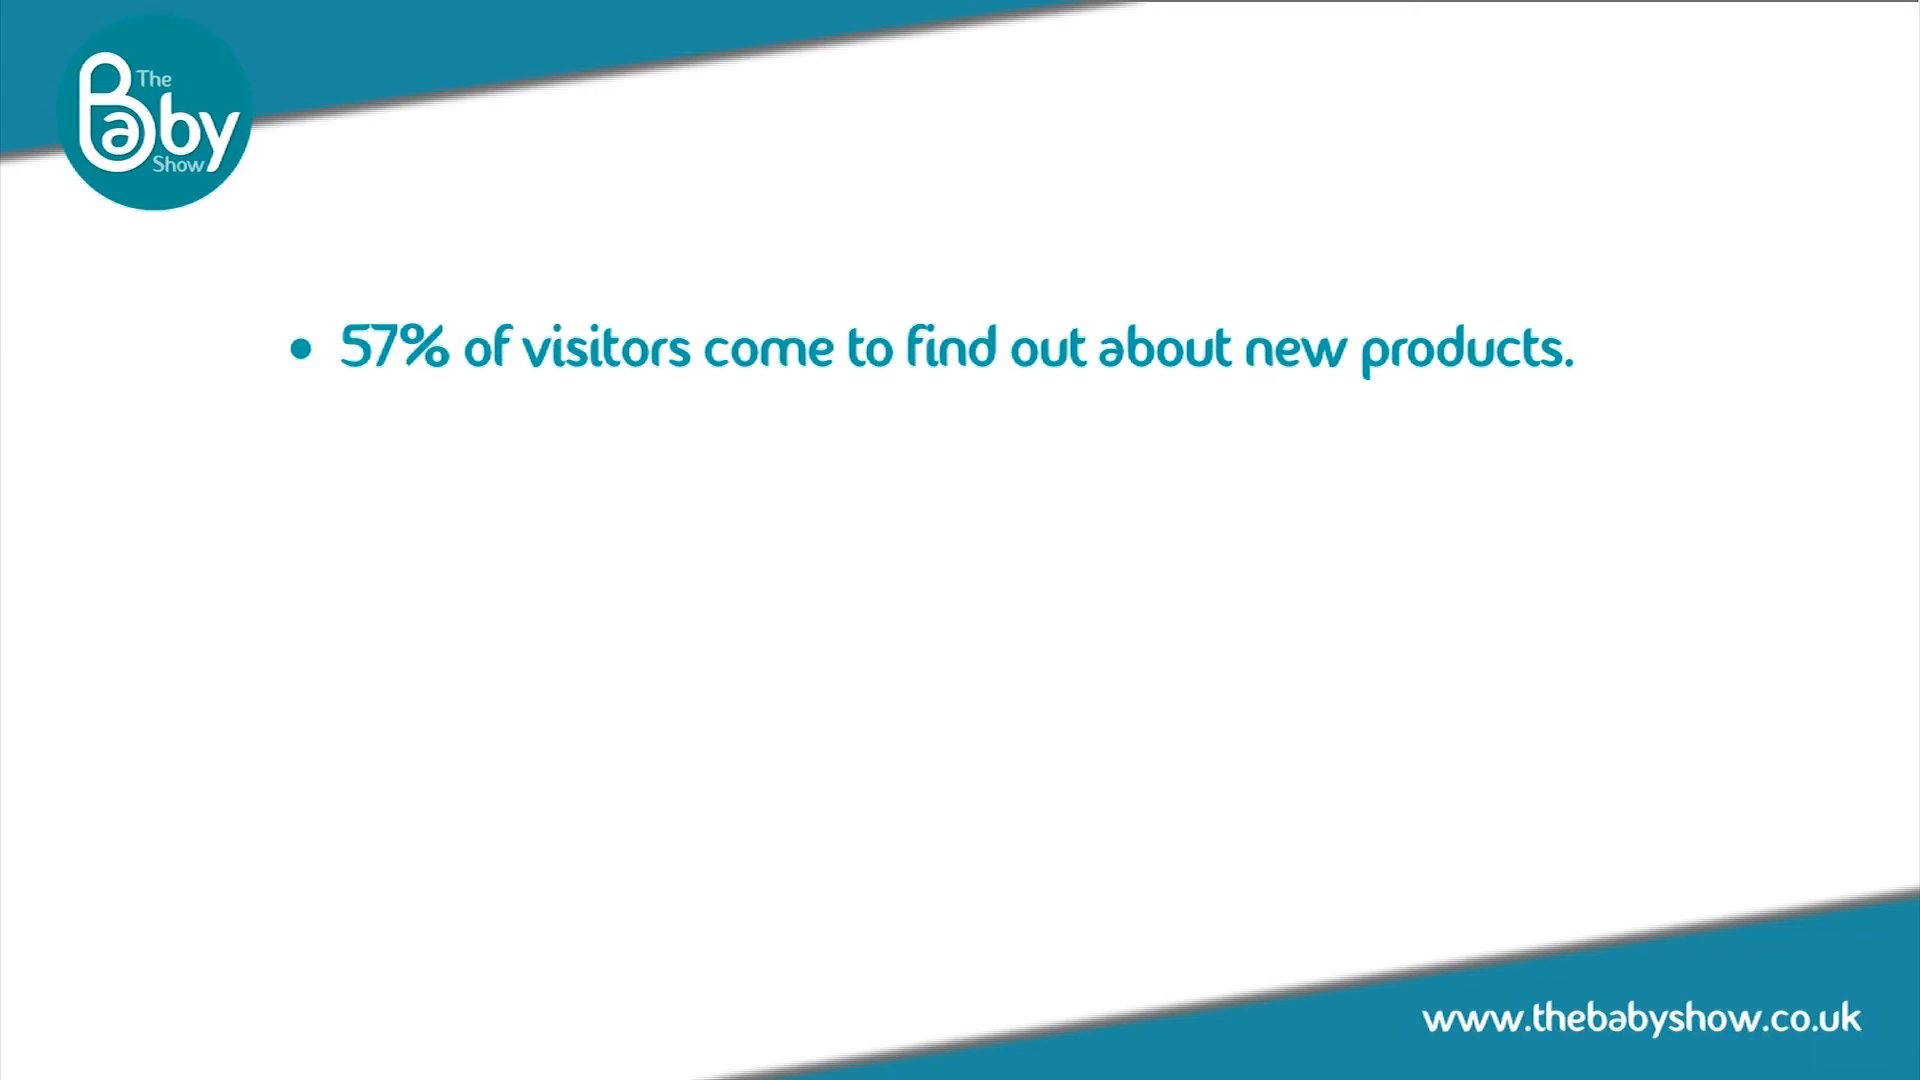 The
Baby
Show
• 57% of visitors come to find out about new products.
www.thebabyshow.co.uk